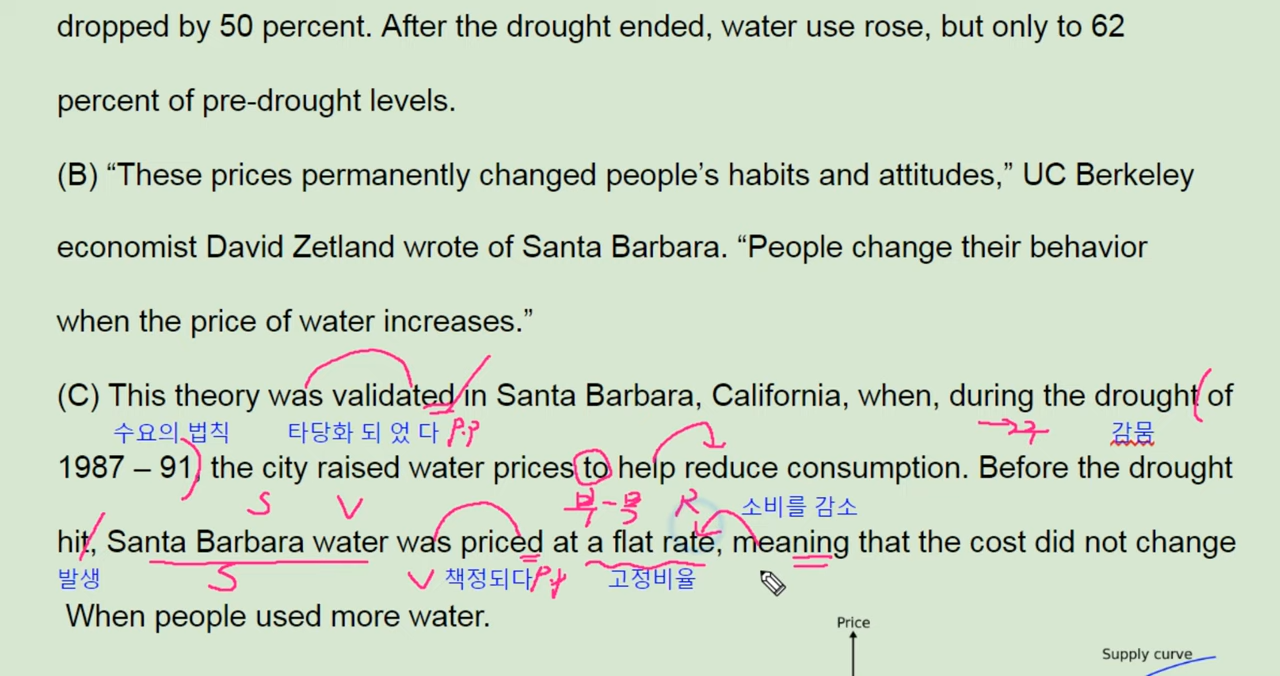 dropped by 50 percent. After the drought ended, water use rose, but only to 62
percent of pre-drought levels.
(B) “These prices permanently changed people’s habits and attitudes,” UC Berkeley
economist David Zetland wrote of Santa Barbara. “People change their behavior
when the price of water increases.”
(C) This theory was validated in Santa Barbara, California, when, during the drought of
수요의 법칙 타당화 되 었 다 P.P 감뭄
1987 – 91, the city raised water prices to help reduce consumption. Before the drought
S V R 소비를 감소
hit, Santa Barbara water was priced at a flat rate, meaning that the cost did not change
발생 S V 책정되다 P.P 고정비율
When people used more water.
Price
Supply curve